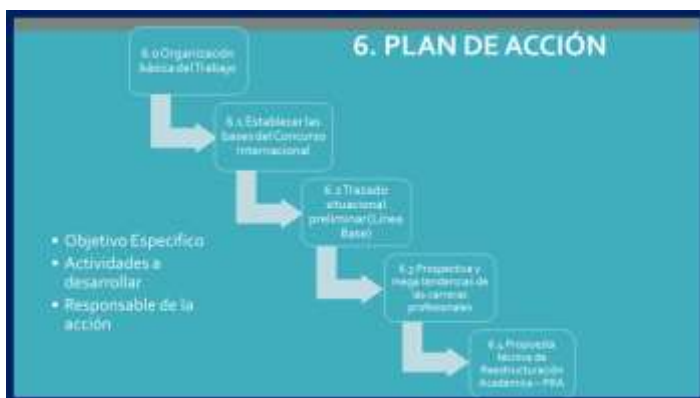 6. PLAN DE ACCIÓN
6.0 Organización
básica del Trabajo
6.1 Establecer las
bases del Concurso
Internacional
6.2 Trazado
situacional
preliminar (Línea
Base)
6.3 Prospectiva y
mega tendencias de
las carreras
profesionales
6.4 Propuesta
técnica de
Reestructuración
Académica – PRA
• Objetivo Especifico
• Actividades a
desarrollar
• Responsable de la
acción